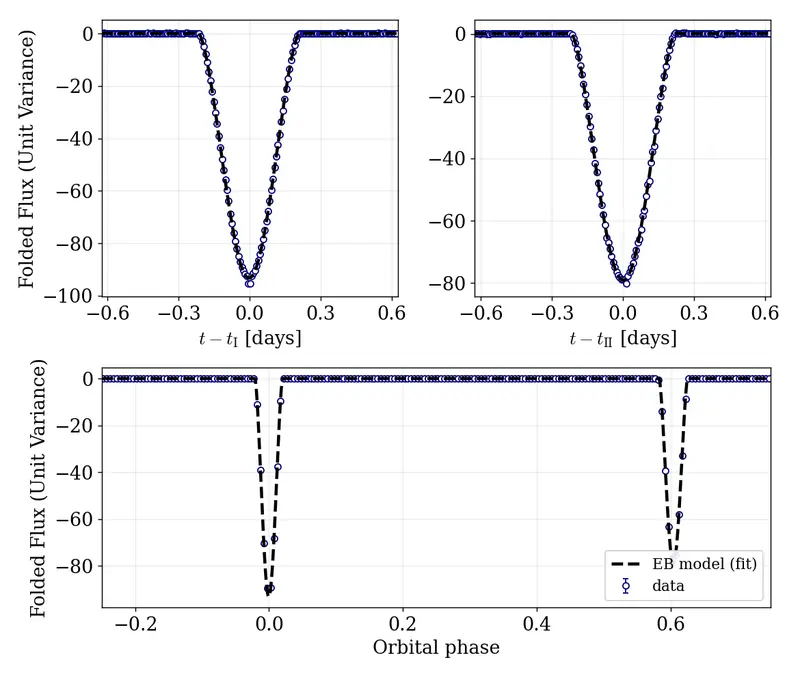 Folded Flux (Unit Variance)
0
−20
−40
−60
−80
−100
−0.6 −0.3 0.0 0.3 0.6
t − t_I [days]
0
−20
−40
−60
−80
−0.6 −0.3 0.0 0.3 0.6
t − t_II [days]
Folded Flux (Unit Variance)
0
−20
−40
−60
−80
EB model (fit)
data
−0.2 0.0 0.2 0.4 0.6
Orbital phase